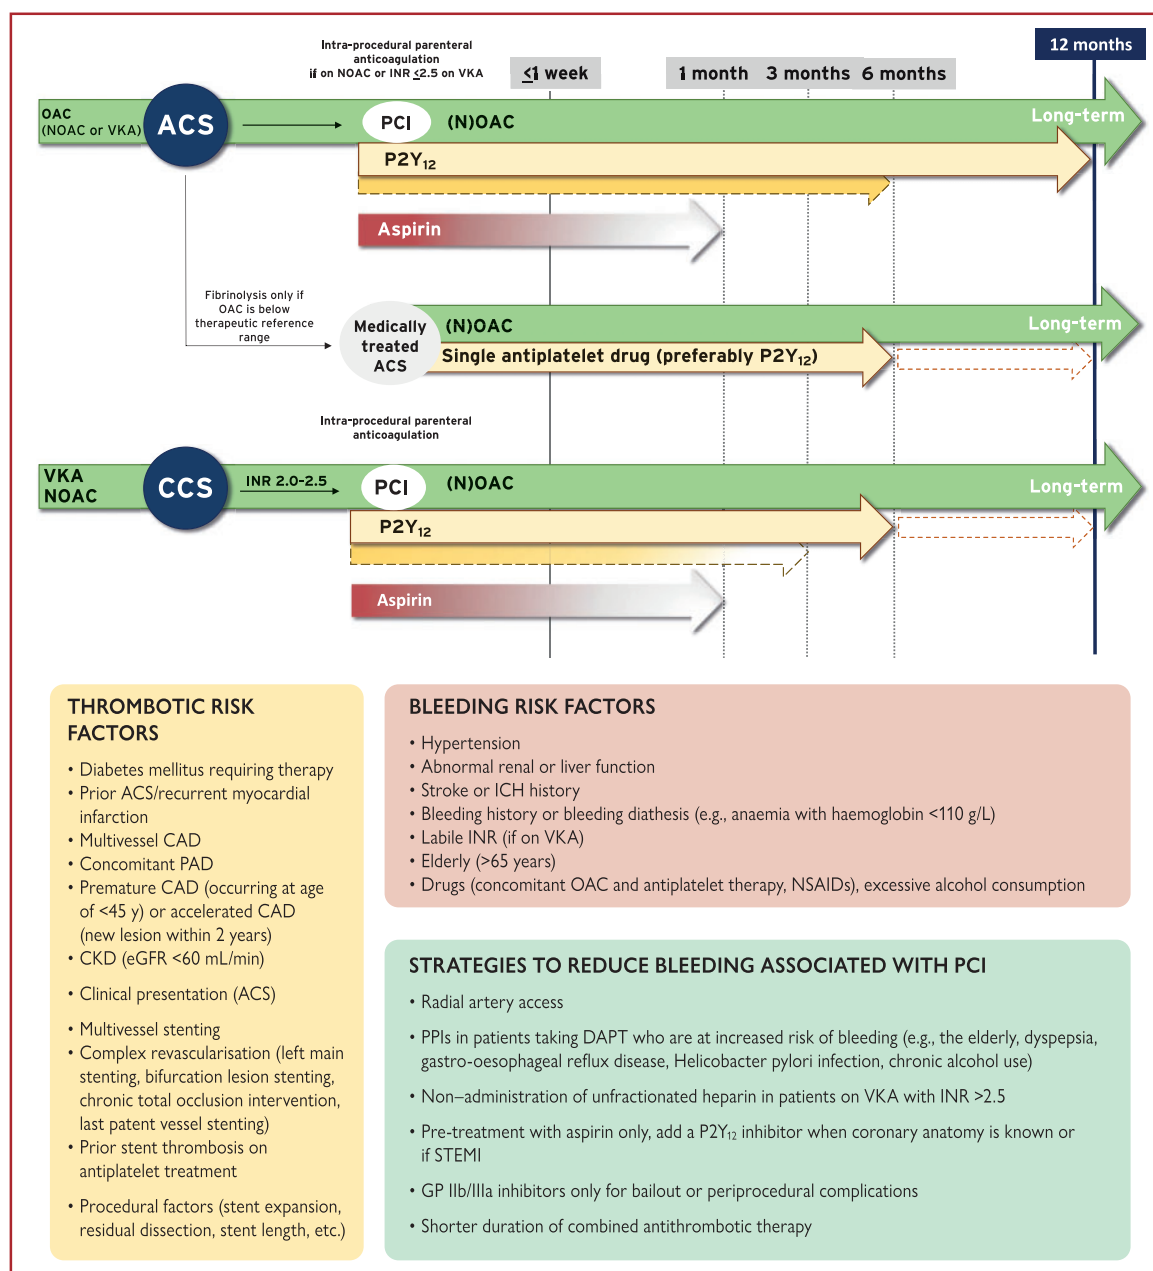 Intra-procedural parenteral
anticoagulation
if on NOAC or INR <2.5 on VKA
<1 week
1 month
3 months
6 months
12 months
OAC
(NOAC or VKA)
ACS
PCI
(N)OAC
Long-term
P2Y12
Aspirin
Fibrinolysis only if
OAC is below
therapeutic reference
range
Medically
treated
ACS
(N)OAC
Long-term
Single antiplatelet drug (preferably P2Y12)
Intra-procedural parenteral
anticoagulation
VKA
NOAC
CCS
INR 2.0-2.5
PCI
(N)OAC
Long-term
P2Y12
Aspirin
THROMBOTIC RISK
FACTORS
• Diabetes mellitus requiring therapy
• Prior ACS/recurrent myocardial
infarction
• Multivessel CAD
• Concomitant PAD
• Premature CAD (occurring at age
of <45 y) or accelerated CAD
(new lesion within 2 years)
• CKD (eGFR <60 mL/min)
• Clinical presentation (ACS)
• Multivessel stenting
• Complex revascularisation (left main
stenting, bifurcation lesion stenting,
chronic total occlusion intervention,
last patent vessel stenting)
• Prior stent thrombosis on
antiplatelet treatment
• Procedural factors (stent expansion,
residual dissection, stent length, etc.)
BLEEDING RISK FACTORS
• Hypertension
• Abnormal renal or liver function
• Stroke or ICH history
• Bleeding history or bleeding diathesis (e.g., anaemia with haemoglobin <110 g/L)
• Labile INR (if on VKA)
• Elderly (>65 years)
• Drugs (concomitant OAC and antiplatelet therapy, NSAIDs), excessive alcohol consumption
STRATEGIES TO REDUCE BLEEDING ASSOCIATED WITH PCI
• Radial artery access
• PPIs in patients taking DAPT who are at increased risk of bleeding (e.g., the elderly, dyspepsia,
gastro-oesophageal reflux disease, Helicobacter pylori infection, chronic alcohol use)
• Non–administration of unfractionated heparin in patients on VKA with INR >2.5
• Pre-treatment with aspirin only, add a P2Y12 inhibitor when coronary anatomy is known or
if STEMI
• GP IIb/IIIa inhibitors only for bailout or periprocedural complications
• Shorter duration of combined antithrombotic therapy